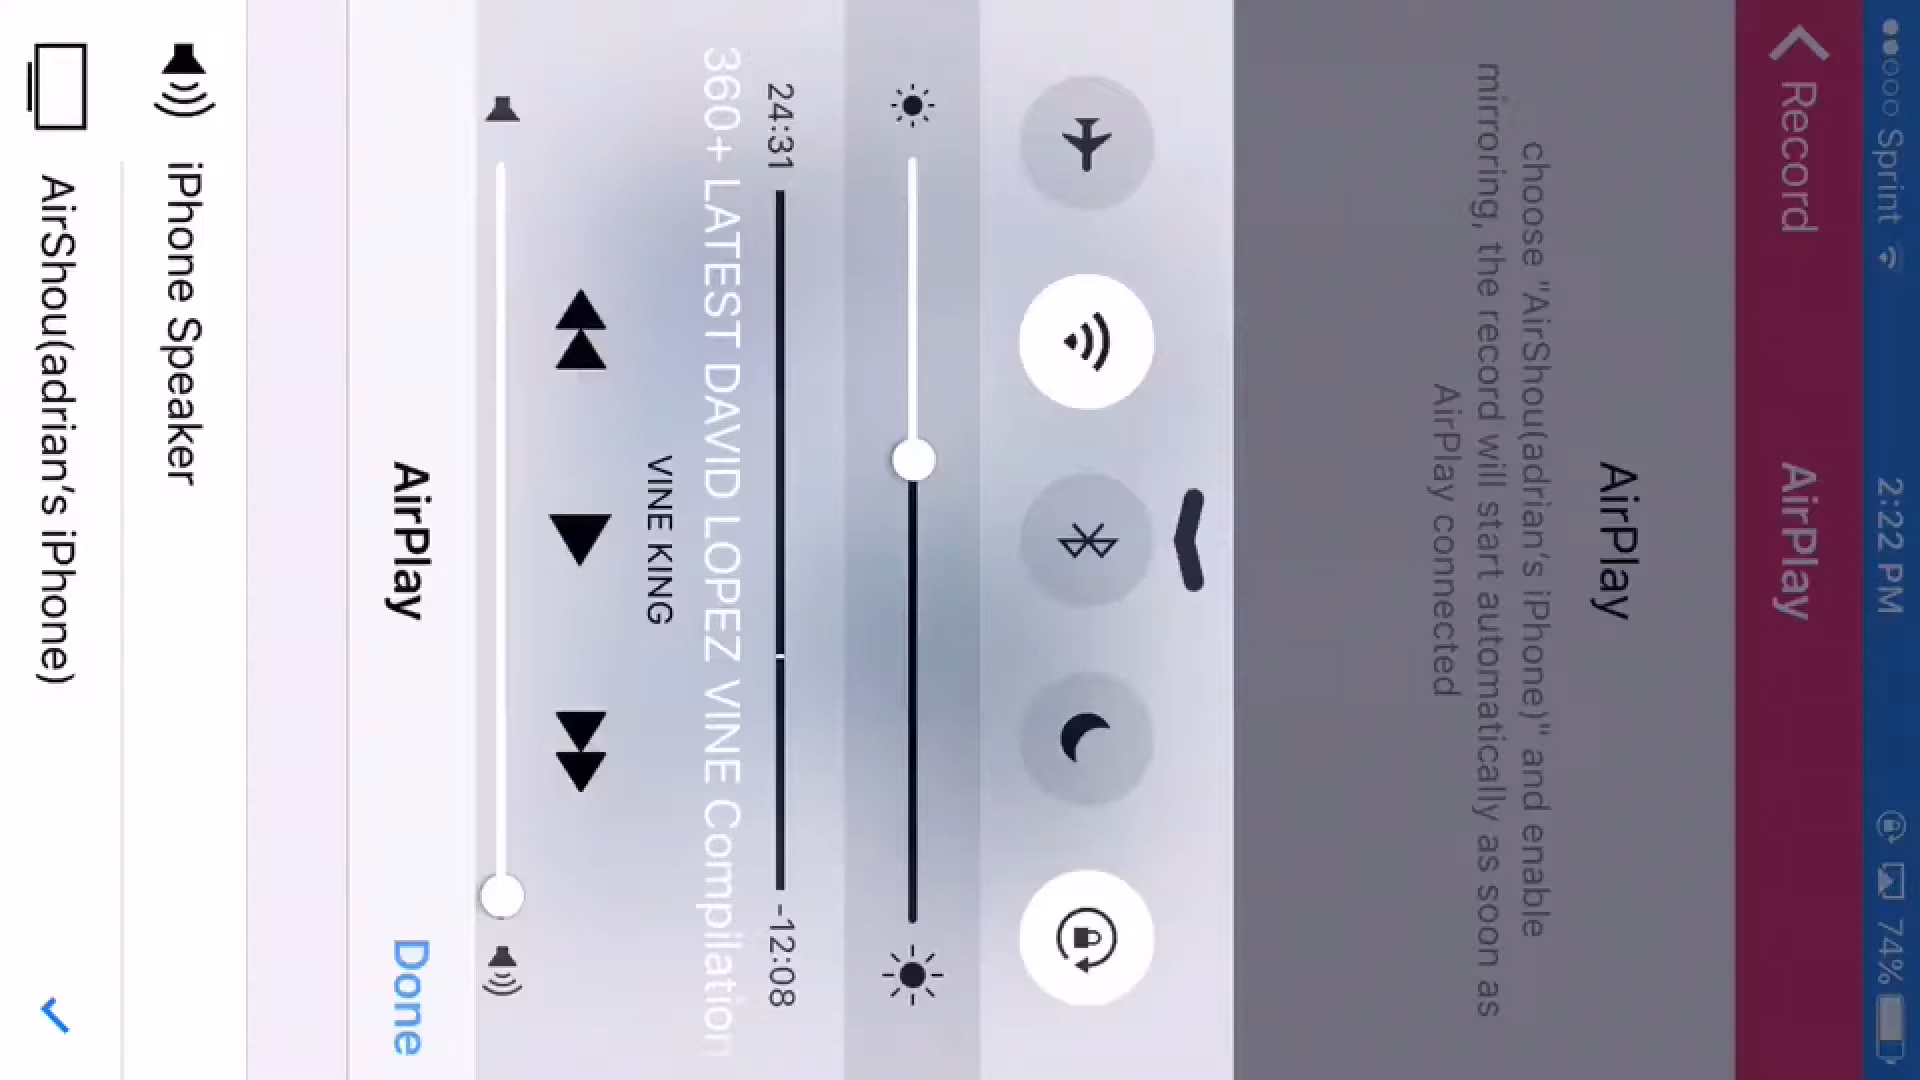 Sprint 2:22 PM 74%
Record AirPlay
AirPlay
choose "AirShou(adrian's iPhone)" and enable
mirroring, the record will start automatically as soon as
AirPlay connected
24:31 -12:08
360+ LATEST DAVID LOPEZ VINE Compilation
VINE KING
AirPlay Done
iPhone Speaker
AirShou(adrian's iPhone)